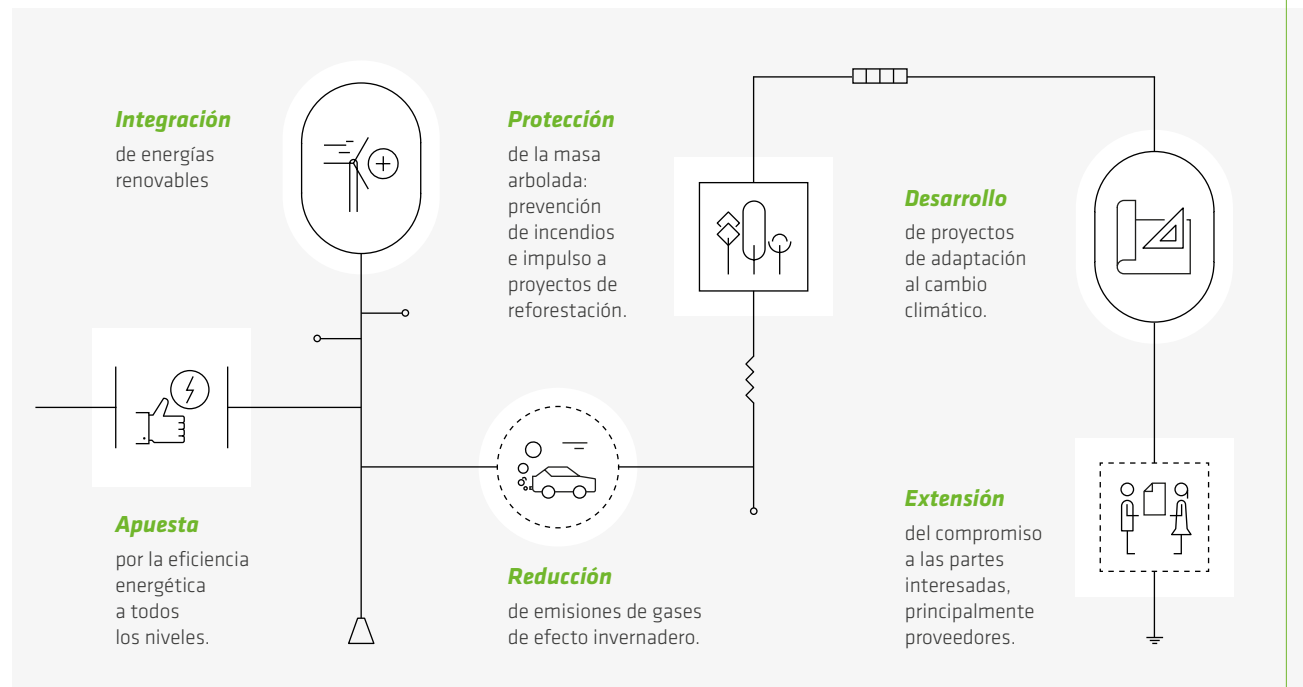 Integración
de energías
renovables
Apuesta
por la eficiencia
energética
a todos
los niveles.
Protección
de la masa
arbolada:
prevención
de incendios
e impulso a
proyectos de
reforestación.
Reducción
de emisiones de gases
de efecto invernadero.
Desarrollo
de proyectos
de adaptación
al cambio
climático.
Extensión
del compromiso
a las partes
interesadas,
principalmente
proveedores.